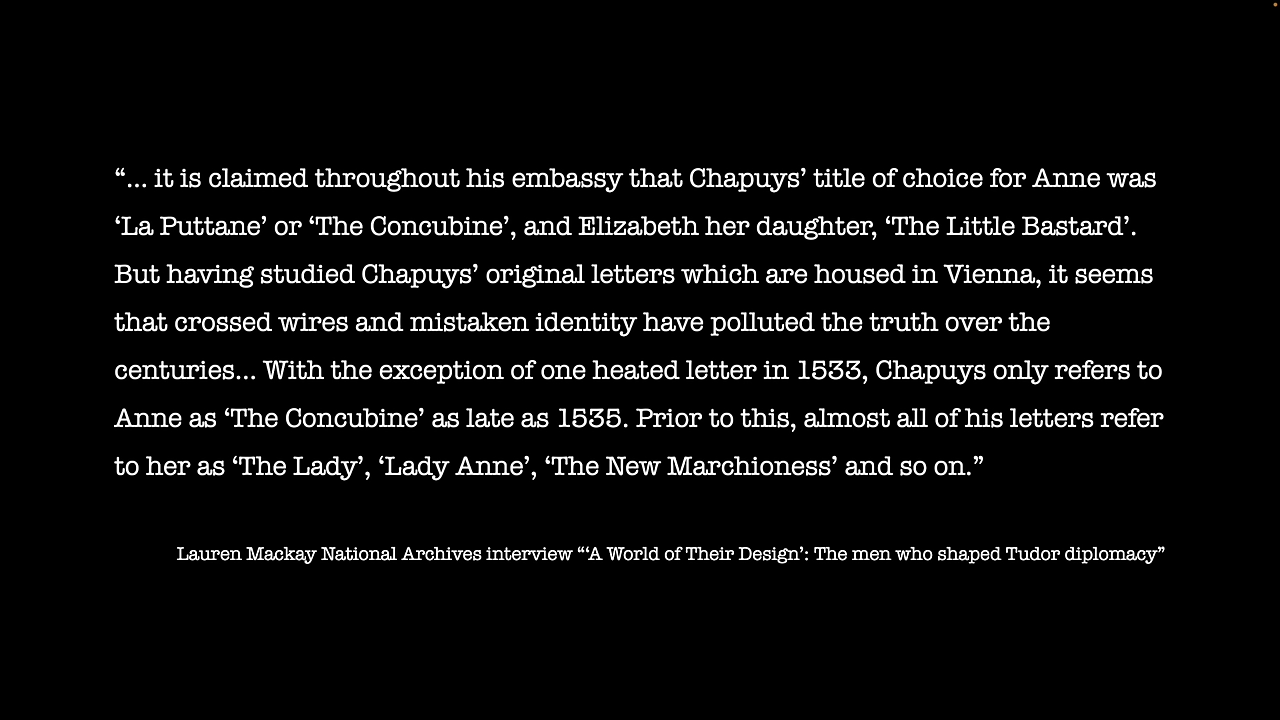 “... it is claimed throughout his embassy that Chapuys’ title of choice for Anne was
‘La Puttane’ or ‘The Concubine’, and Elizabeth her daughter, ‘The Little Bastard’.
But having studied Chapuys’ original letters which are housed in Vienna, it seems
that crossed wires and mistaken identity have polluted the truth over the
centuries... With the exception of one heated letter in 1533, Chapuys only refers to
Anne as ‘The Concubine’ as late as 1535. Prior to this, almost all of his letters refer
to her as ‘The Lady’, ‘Lady Anne’, ‘The New Marchioness’ and so on.”
Lauren Mackay National Archives interview “‘A World of Their Design’: The men who shaped Tudor diplomacy”